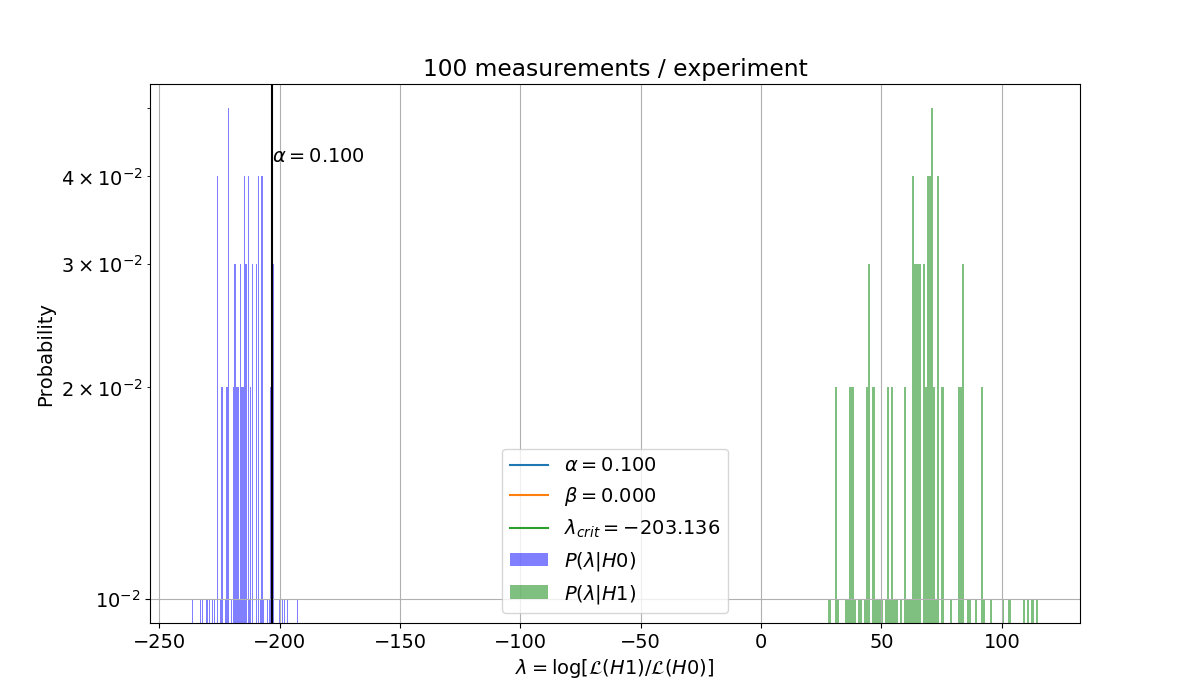 100 measurements / experiment
α = 0.100
4 × 10⁻²
3 × 10⁻²
2 × 10⁻²
10⁻²
Probability
α = 0.100
β = 0.000
λcrit = −203.136
P(λ|H0)
P(λ|H1)
−250 −200 −150 −100 −50 0 50 100
λ = log[ℒ(H1)/ℒ(H0)]